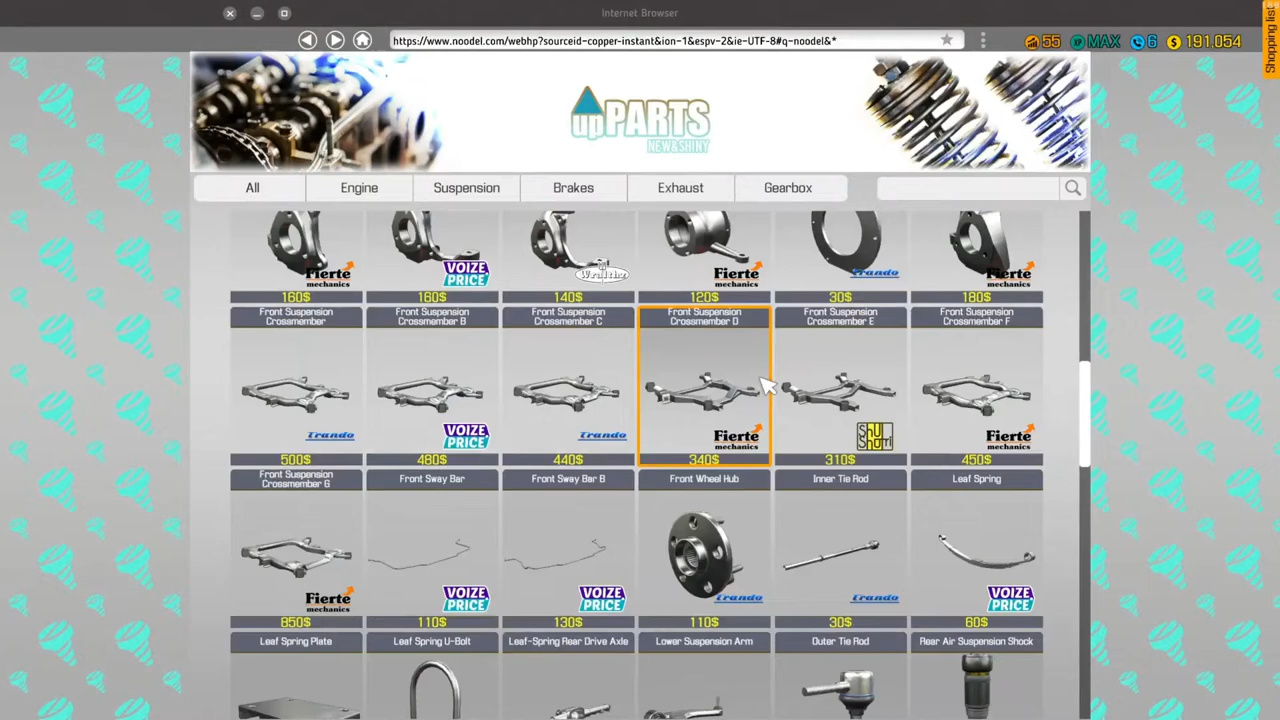 Internet Browser
https://www.noodel.com/webhp?sourceid-copper-instant&ion-1&espv-2&ie-UTF-8#q-noodel&*
55 XP MAX 6 $ 191.054
Shopping list
upPARTS
NEW&SHINY
All Engine Suspension Brakes Exhaust Gearbox
Fierte mechanics VOIZE PRICE Fierte mechanics Trando Fierte mechanics
160$ 160$ 140$ 120$ 30$ 180$
Front Suspension Crossmember
Front Suspension Crossmember B
Front Suspension Crossmember C
Front Suspension Crossmember D
Front Suspension Crossmember E
Front Suspension Crossmember F
Trando VOIZE PRICE Trando Fierte mechanics Shul Shuri Fierte mechanics
500$ 480$ 440$ 340$ 310$ 450$
Front Suspension Crossmember G
Front Sway Bar
Front Sway Bar B
Front Wheel Hub
Inner Tie Rod
Leaf Spring
Fierte mechanics VOIZE PRICE VOIZE PRICE Trando Trando VOIZE PRICE
850$ 110$ 130$ 110$ 30$ 60$
Leaf Spring Plate
Leaf Spring U-Bolt
Leaf-Spring Rear Drive Axle
Lower Suspension Arm
Outer Tie Rod
Rear Air Suspension Shock